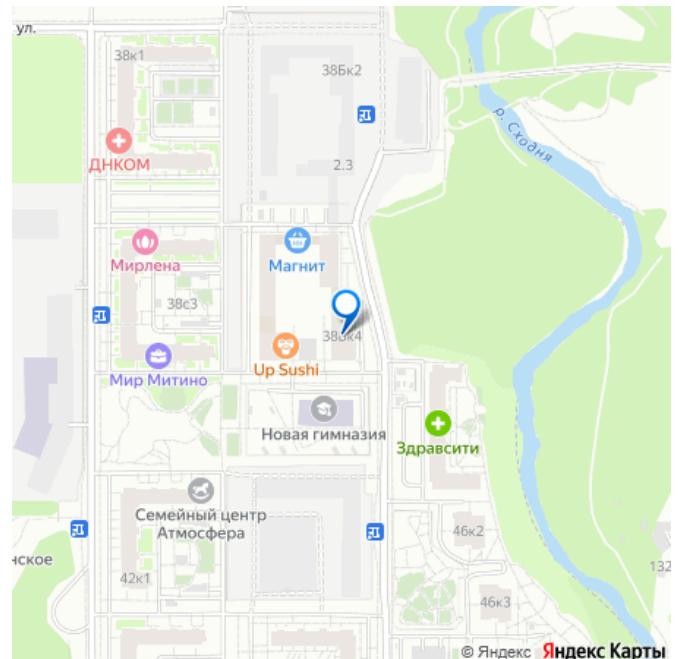 ул.
38к1
38Бк2
р. Сходня
ДНКОМ
2.3
Мирлена
Магнит
38с3
Up Sushi
Мир Митино
Новая гимназия
Здравсити
Семейный центр
Атмосфера
46к2
нское
132
42к1
46к3
© Яндекс Яндекс Карты